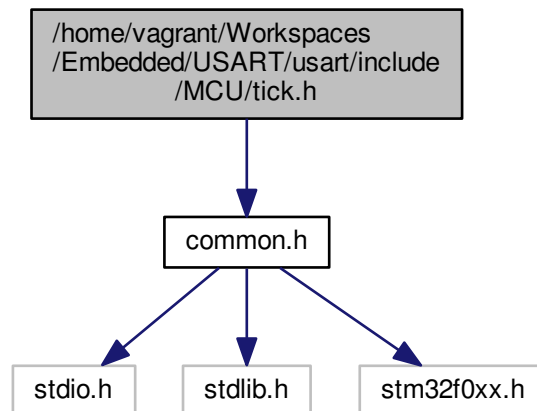 /home/vagrant/Workspaces
/Embedded/USART/usart/include
/MCU/tick.h
common.h
stdio.h
stdlib.h
stm32f0xx.h